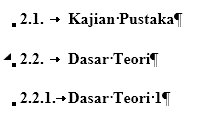 2.1. → Kajian·Pustaka¶
2.2. → Dasar·Teori¶
2.2.1.→Dasar·Teori·1¶